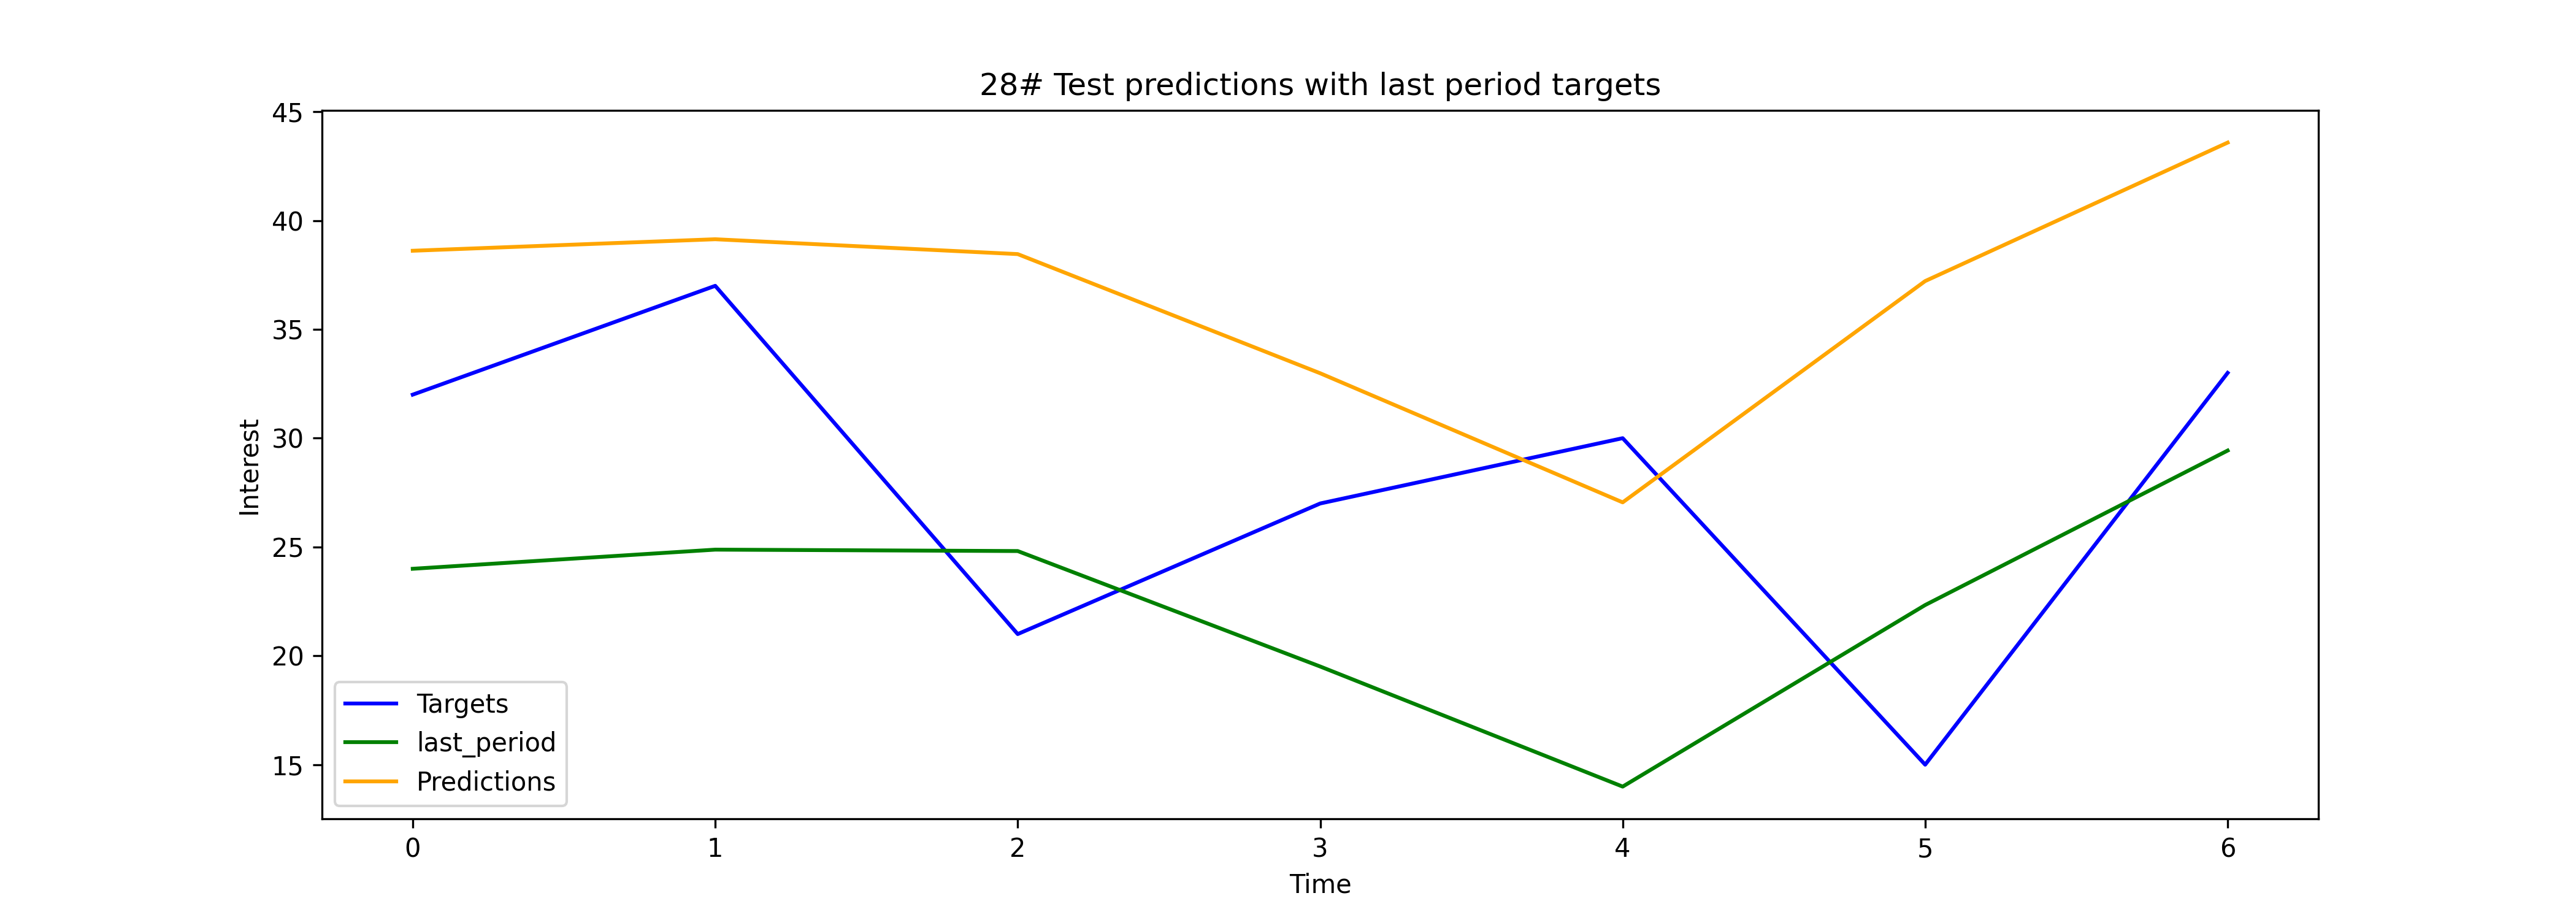 28# Test predictions with last period targets
45
40
35
30
25
20
15
Interest
Targets
last_period
Predictions
0 1 2 3 4 5 6
Time